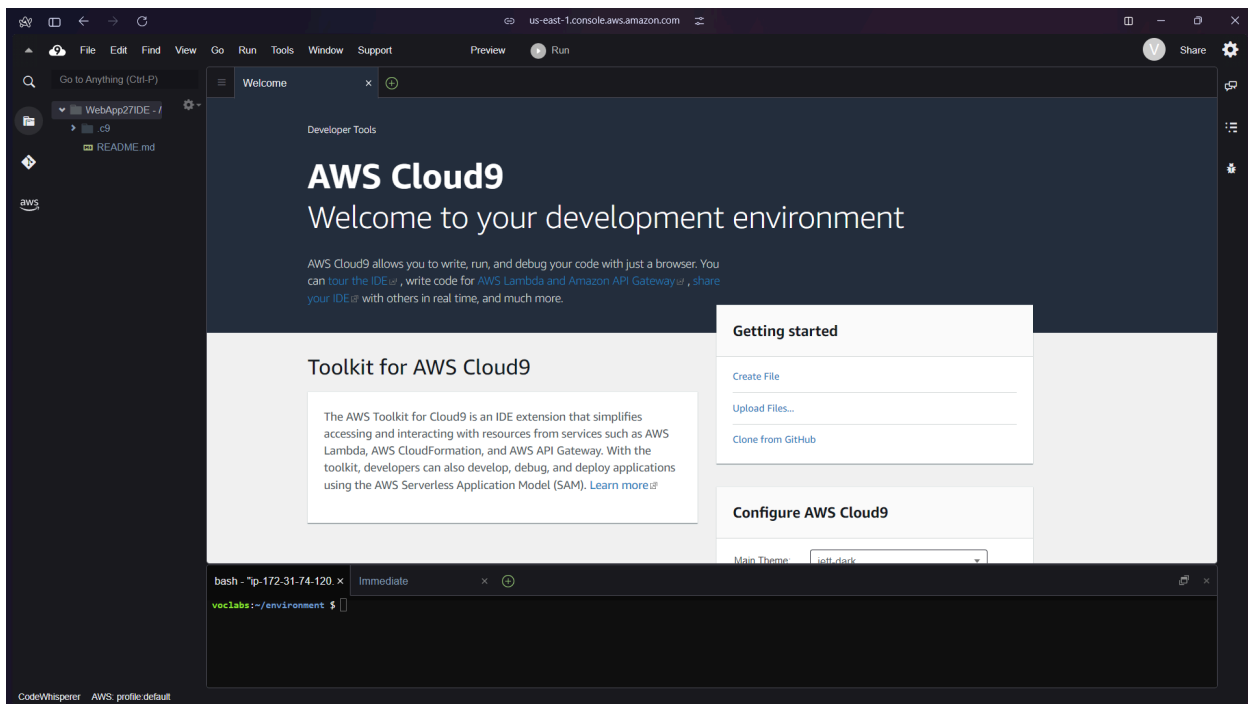 us-east-1.console.aws.amazon.com
File Edit Find View Go Run Tools Window Support Preview Run V Share
Go to Anything (Ctrl-P)
WebApp27IDE - /
.c9
README.md
aws
Welcome
Developer Tools
AWS Cloud9
Welcome to your development environment
AWS Cloud9 allows you to write, run, and debug your code with just a browser. You
can tour the IDE , write code for AWS Lambda and Amazon API Gateway , share
your IDE with others in real time, and much more.
Getting started
Create File
Upload Files...
Clone from GitHub
Toolkit for AWS Cloud9
The AWS Toolkit for Cloud9 is an IDE extension that simplifies
accessing and interacting with resources from services such as AWS
Lambda, AWS CloudFormation, and AWS API Gateway. With the
toolkit, developers can also develop, debug, and deploy applications
using the AWS Serverless Application Model (SAM). Learn more
Configure AWS Cloud9
Main Theme: jett-dark
bash - "ip-172-31-74-120. Immediate
voclabs:~/environment $
CodeWhisperer AWS: profile:default